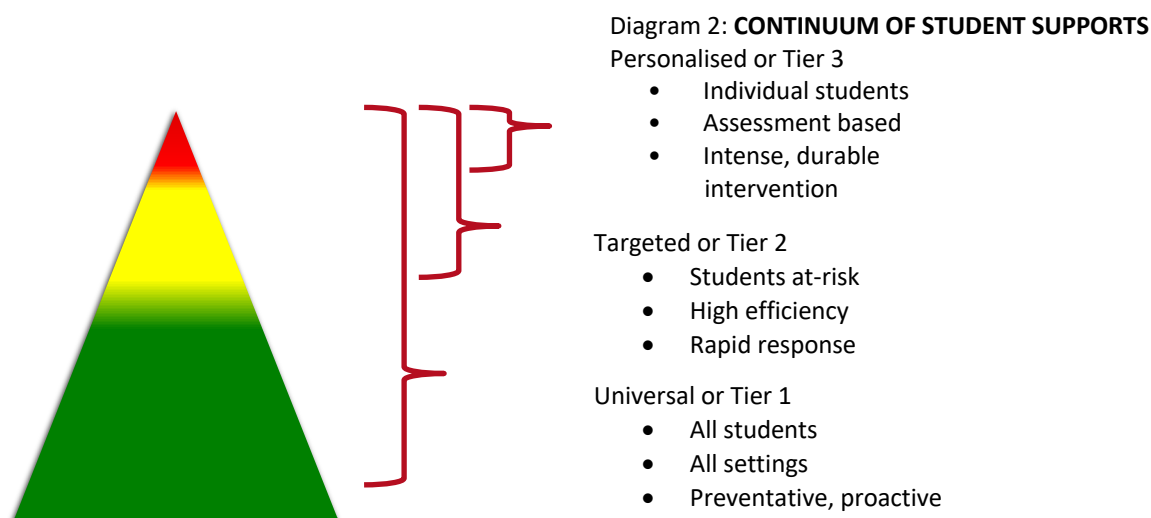 Diagram 2: CONTINUUM OF STUDENT SUPPORTS
Personalised or Tier 3
• Individual students
• Assessment based
• Intense, durable
intervention
Targeted or Tier 2
• Students at-risk
• High efficiency
• Rapid response
Universal or Tier 1
• All students
• All settings
• Preventative, proactive